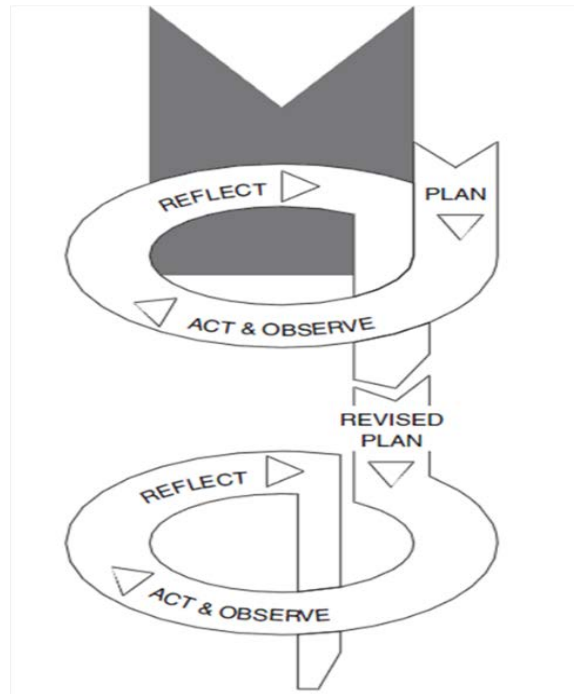 REFLECT
PLAN
ACT & OBSERVE
REVISED
PLAN
REFLECT
ACT & OBSERVE